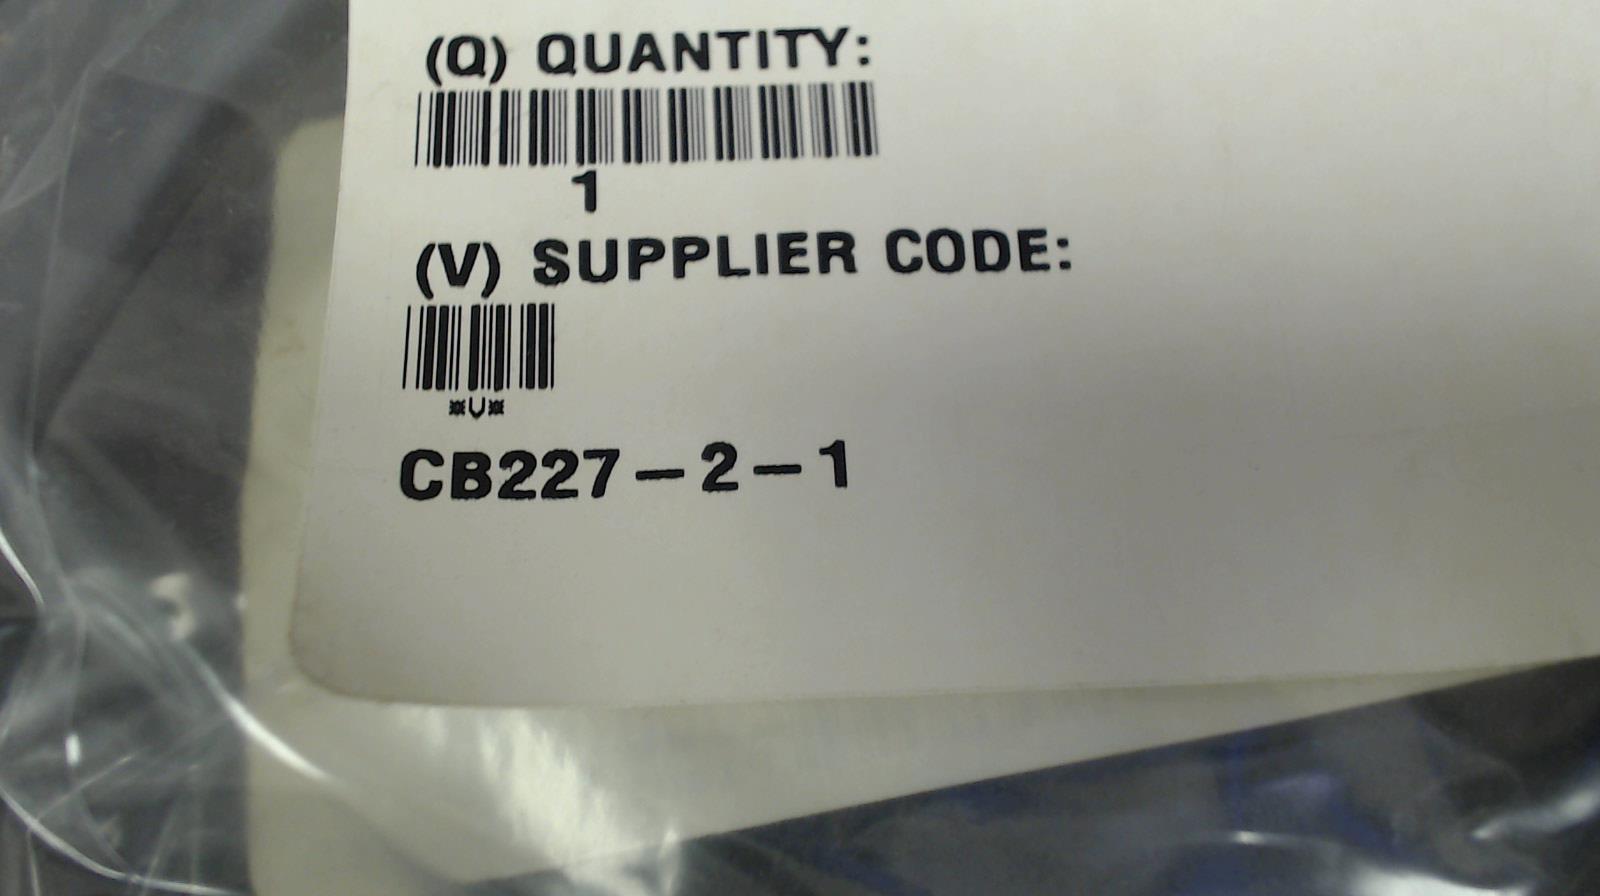 (Q) QUANTITY:
1
(V) SUPPLIER CODE:
*V*
CB227-2-1